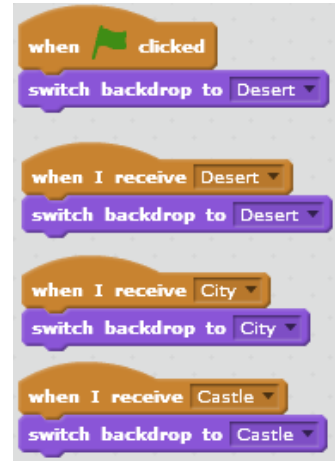 when clicked
switch backdrop to Desert
when I receive Desert
switch backdrop to Desert
when I receive City
switch backdrop to City
when I receive Castle
switch backdrop to Castle